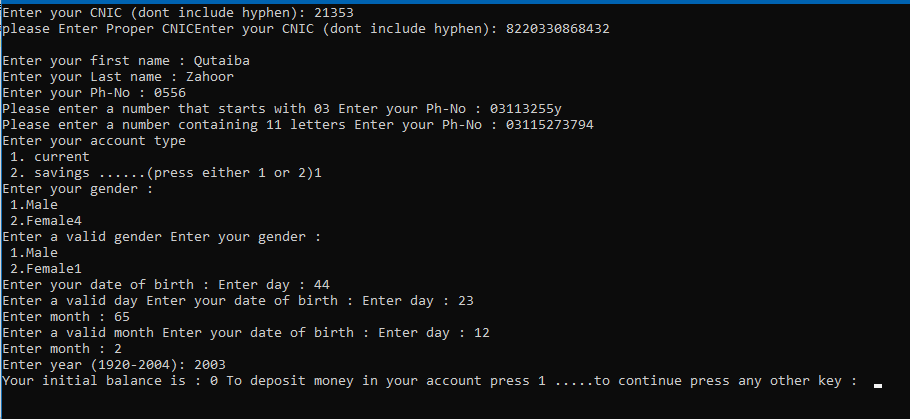 Enter your CNIC (dont include hyphen): 21353
please Enter Proper CNICEnter your CNIC (dont include hyphen): 8220330868432
Enter your first name : Qutaiba
Enter your Last name : Zahoor
Enter your Ph-No : 0556
Please enter a number that starts with 03 Enter your Ph-No : 03113255y
Please enter a number containing 11 letters Enter your Ph-No : 03115273794
Enter your account type
1. current
2. savings ......(press either 1 or 2)1
Enter your gender :
1.Male
2.Female4
Enter a valid gender Enter your gender :
1.Male
2.Female1
Enter your date of birth : Enter day : 44
Enter a valid day Enter your date of birth : Enter day : 23
Enter month : 65
Enter a valid month Enter your date of birth : Enter day : 12
Enter month : 2
Enter year (1920-2004): 2003
Your initial balance is : 0 To deposit money in your account press 1 .....to continue press any other key :